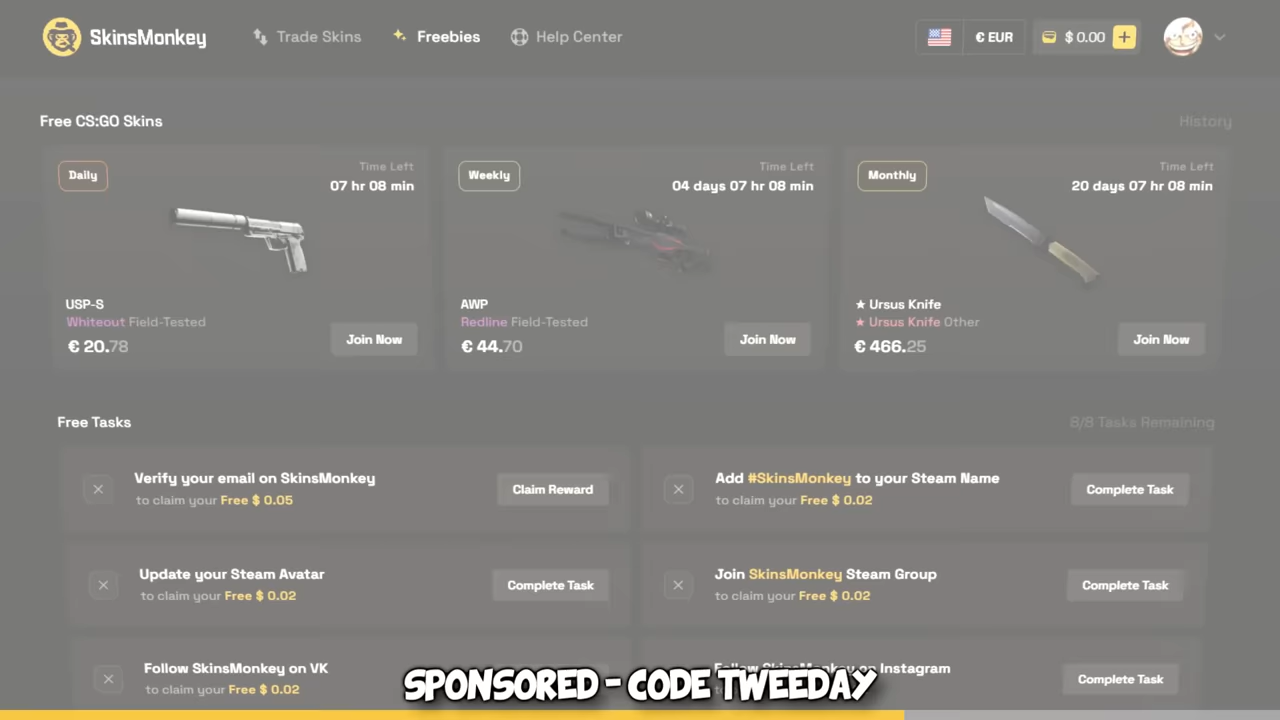 SkinsMonkey Trade Skins Freebies Help Center € EUR $ 0.00 +
Free CS:GO Skins History
Daily Time Left
07 hr 08 min
Weekly Time Left
04 days 07 hr 08 min
Monthly Time Left
20 days 07 hr 08 min
USP-S
Whiteout Field-Tested
€ 20.78
Join Now
AWP
Redline Field-Tested
€ 44.70
Join Now
★ Ursus Knife
★ Ursus Knife Other
€ 466.25
Join Now
Free Tasks 8/8 Tasks Remaining
Verify your email on SkinsMonkey
to claim your Free $ 0.05
Claim Reward
Add #SkinsMonkey to your Steam Name
to claim your Free $ 0.02
Complete Task
Update your Steam Avatar
to claim your Free $ 0.02
Complete Task
Join SkinsMonkey Steam Group
to claim your Free $ 0.02
Complete Task
Follow SkinsMonkey on VK
to claim your Free $ 0.02
Follow SkinsMonkey on Instagram
Complete Task
SPONSORED - CODE TWEEDAY